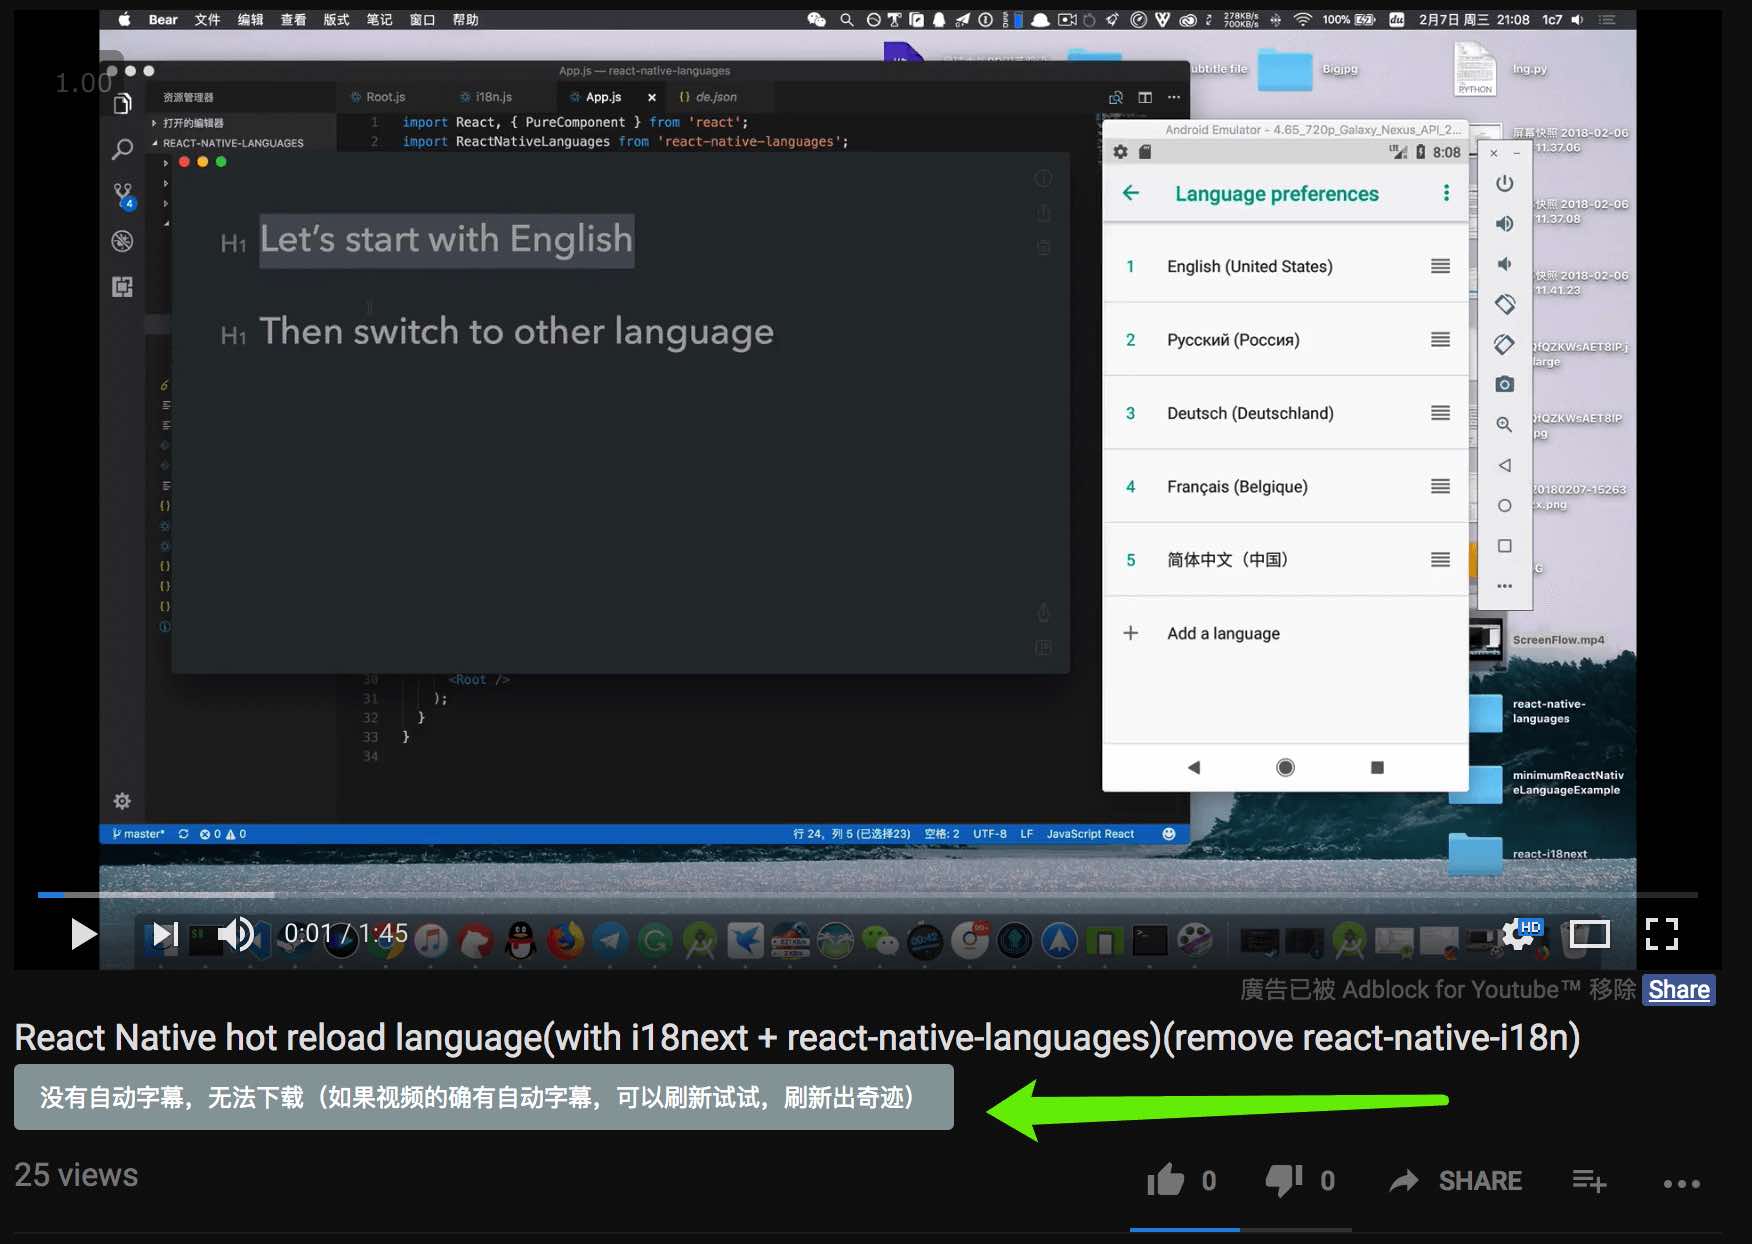 Bear 文件 编辑 查看 版式 笔记 窗口 帮助
278KB/s
700KB/s
100%
2月7日 周三 21:08 1c7
1.00
App.js — react-native-languages
资源管理器
Root.js
i18n.js
App.js
{} de.json
打开的编辑器
REACT-NATIVE-LANGUAGES
1 import React, { PureComponent } from 'react';
2 import ReactNativeLanguages from 'react-native-languages';
4
H1 Let’s start with English
H1 Then switch to other language
30 <Root />
31 );
32 }
33 }
34
master* 0 0
行 24，列 5 (已选择23) 空格: 2 UTF-8 LF JavaScript React
Android Emulator - 4.65_720p_Galaxy_Nexus_API_2...
LTE 8:08
Language preferences
1 English (United States)
2 Русский (Россия)
3 Deutsch (Deutschland)
4 Français (Belgique)
5 简体中文（中国）
+ Add a language
ubtitle file
Bigjpg
PYTHON
lng.py
屏幕快照 2018-02-06
11.37.06
快照 2018-02-06
11.37.08
快照 2018-02-06
11.41.23
QfQZKWsAET8IP.j
large
20180207-15263
x.png
ScreenFlow.mp4
react-native-
languages
minimumReactNativ
eLanguageExample
react-i18next
0:01 / 1:45
HD
廣告已被 Adblock for Youtube™ 移除 Share
React Native hot reload language(with i18next + react-native-languages)(remove react-native-i18n)
没有自动字幕，无法下载（如果视频的确有自动字幕，可以刷新试试，刷新出奇迹）
25 views
0
0
SHARE